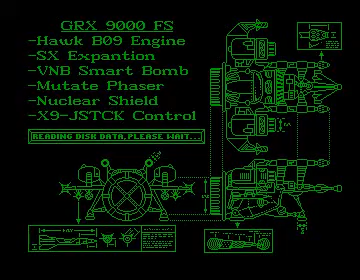 GRX 9000 FS
-Hawk B09 Engine
-SX Expantion
-VNB Smart Bomb
-Mutate Phaser
-Nuclear Shield
-X9-JSTCK Control
READING DISK DATA,PLEASE WAIT...